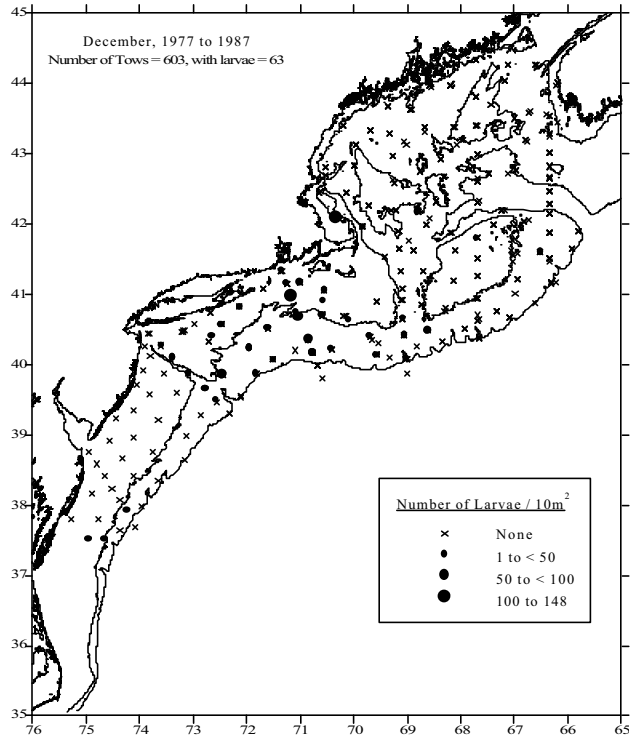 December, 1977 to 1987
Number of Tows = 603, with larvae = 63
45
44
43
42
41
40
39
38
37
36
35
Number of Larvae / 10m²
× None
1 to < 50
50 to < 100
100 to 148
76 75 74 73 72 71 70 69 68 67 66 65